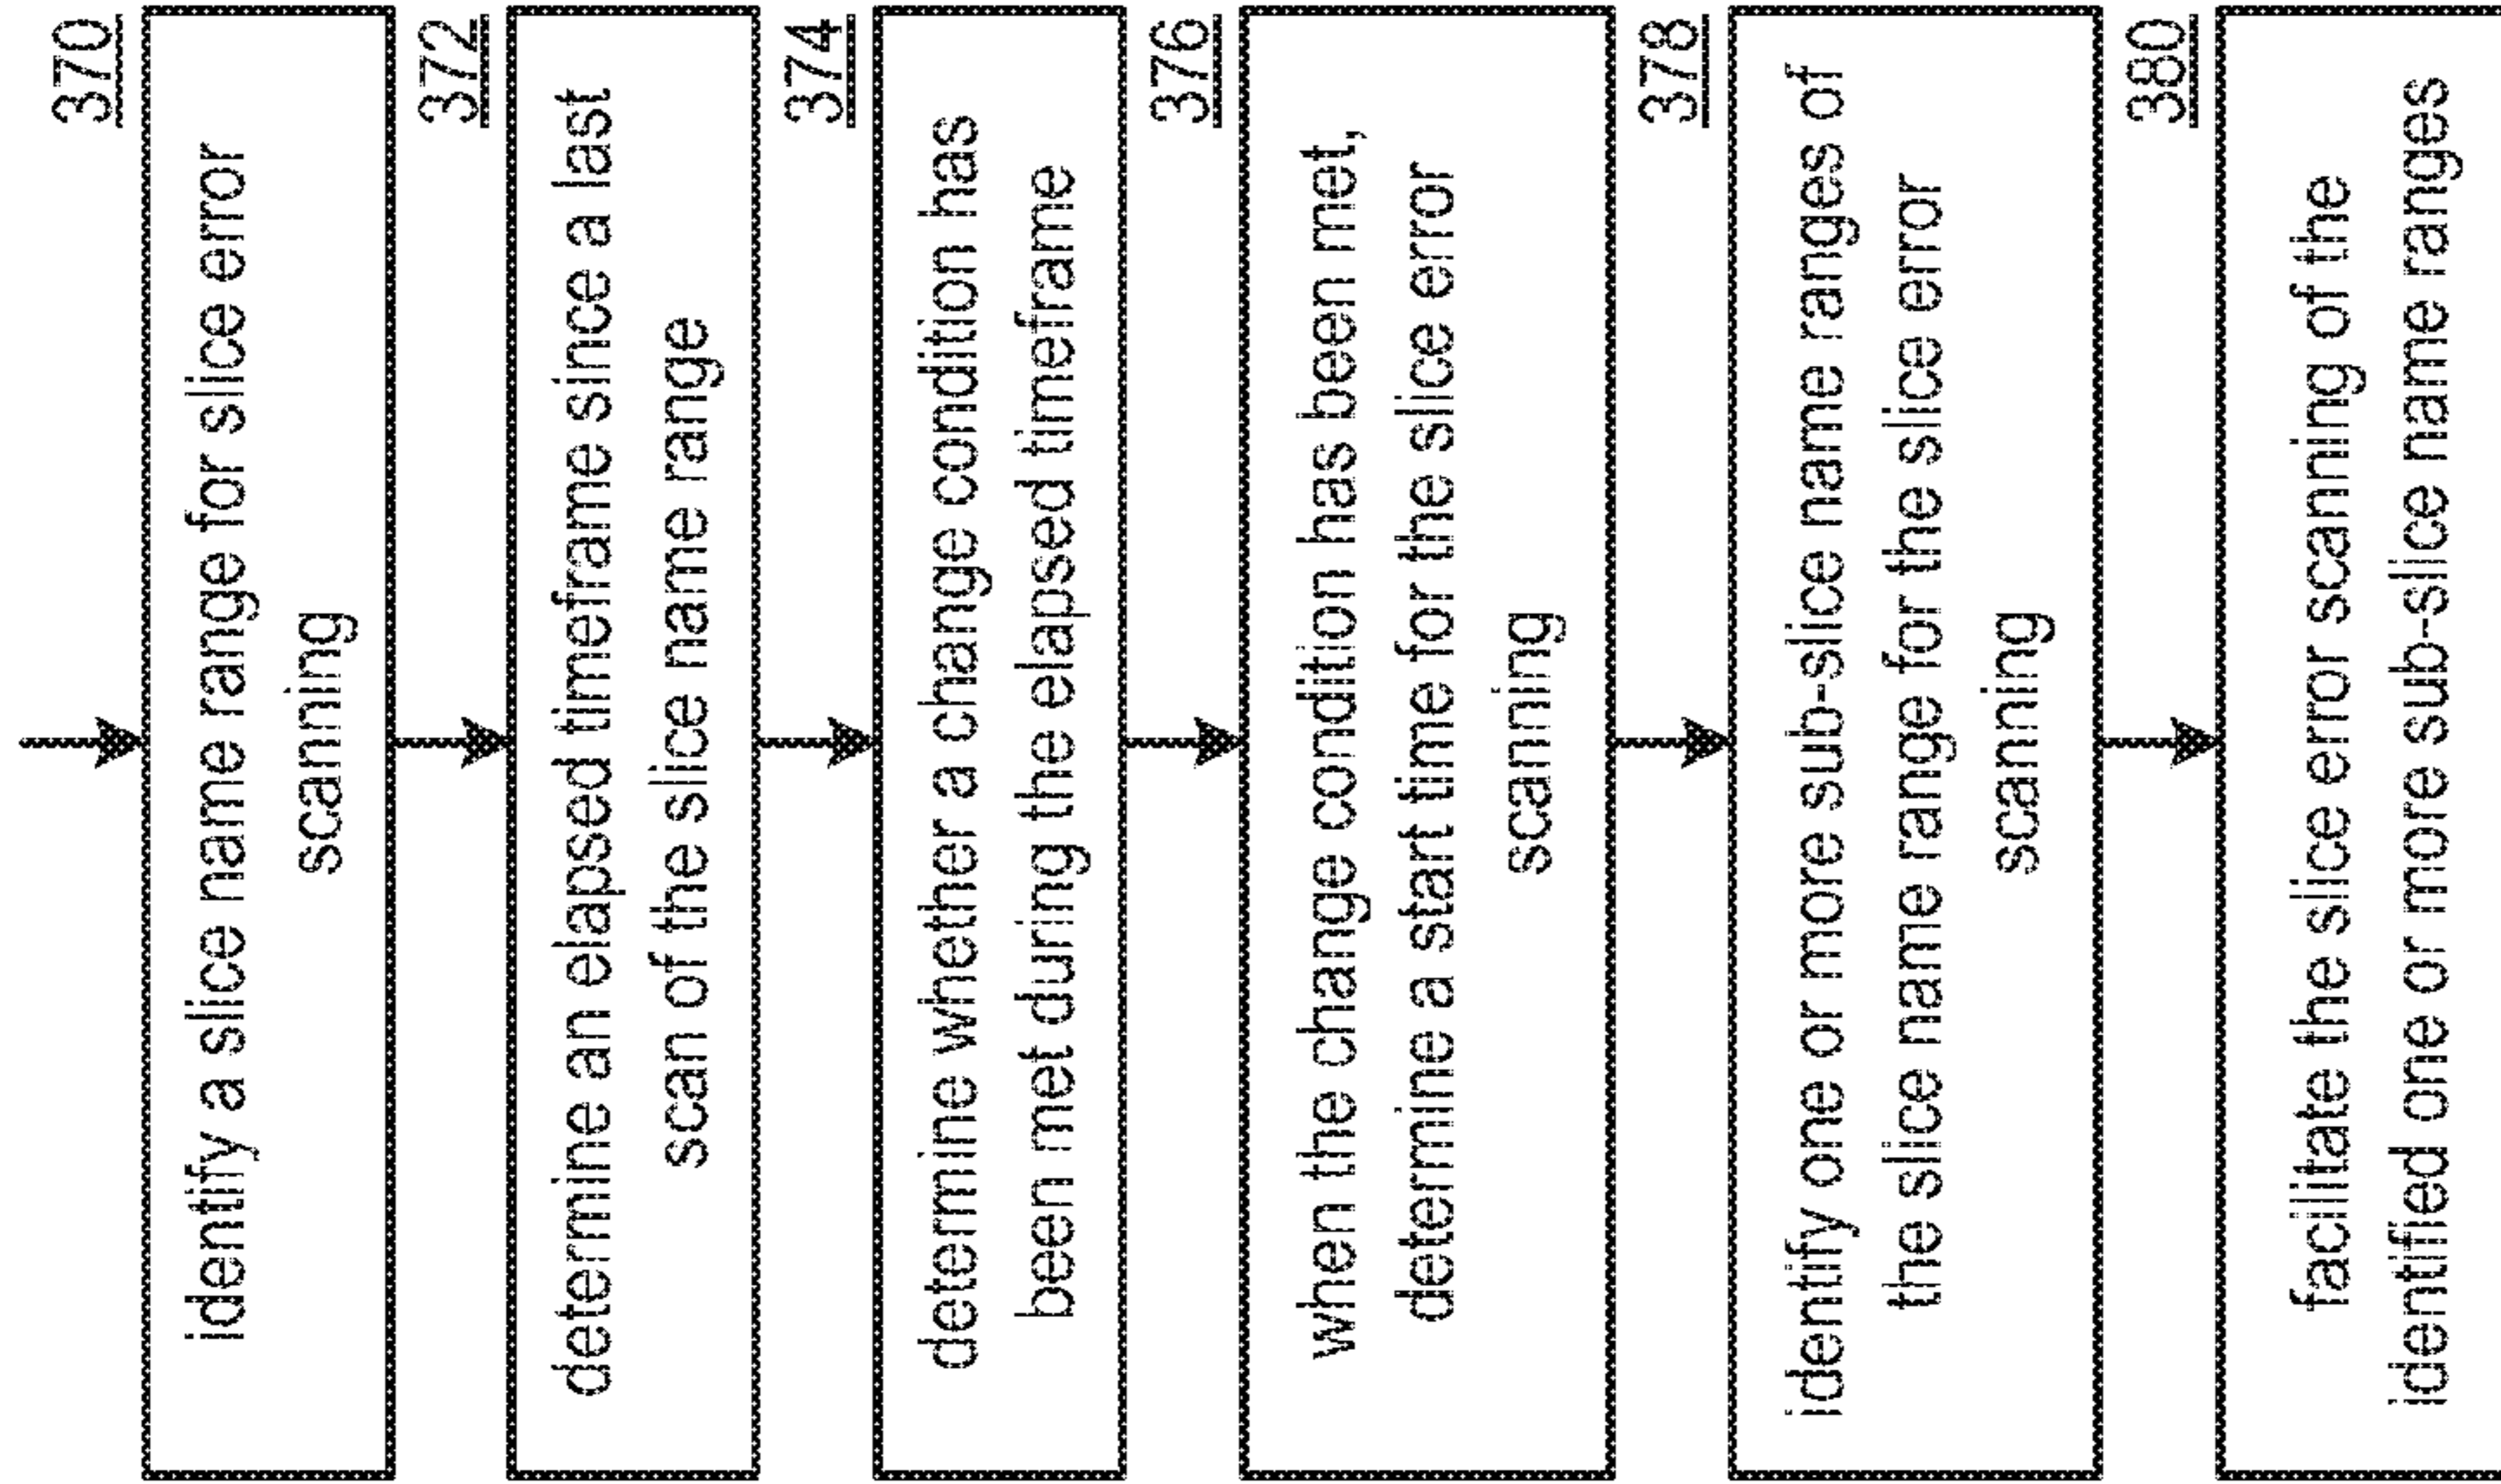 370
identify a slice name range for slice error
scanning
372
determine an elapsed timeframe since a last
scan of the slice name range
374
determine whether a change condition has
been met during the elapsed timeframe
376
when the change condition has been met,
determine a start time for the slice error
scanning
378
identify one or more sub-slice name ranges of
the slice name range for the slice error
scanning
380
facilitate the slice error scanning of the
identified one or more sub-slice name ranges